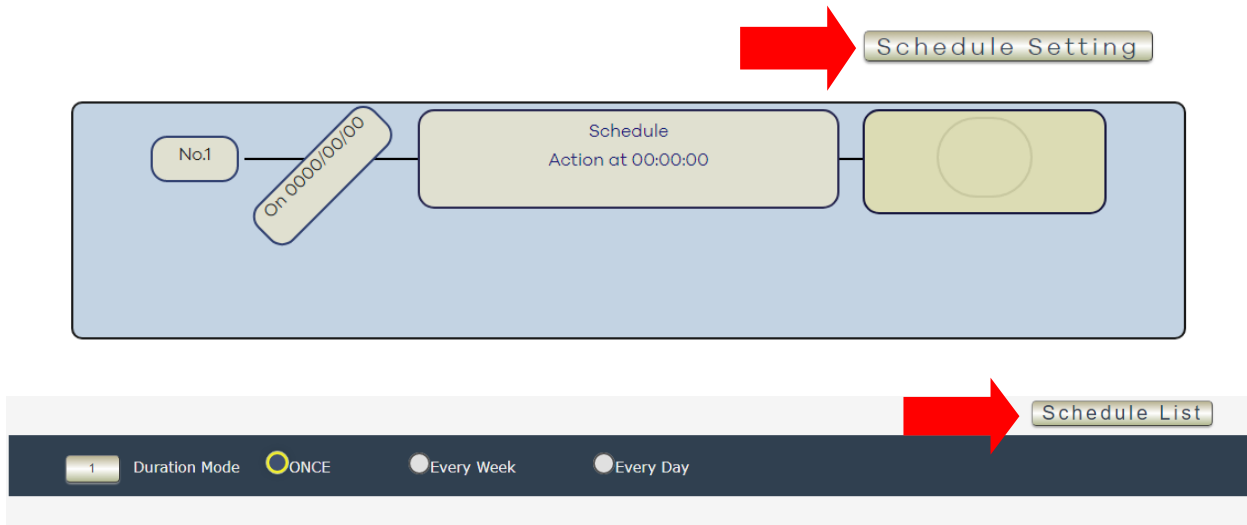 Schedule Setting
No.1
On 0000/00/00
Schedule
Action at 00:00:00
Schedule List
1 Duration Mode ONCE Every Week Every Day